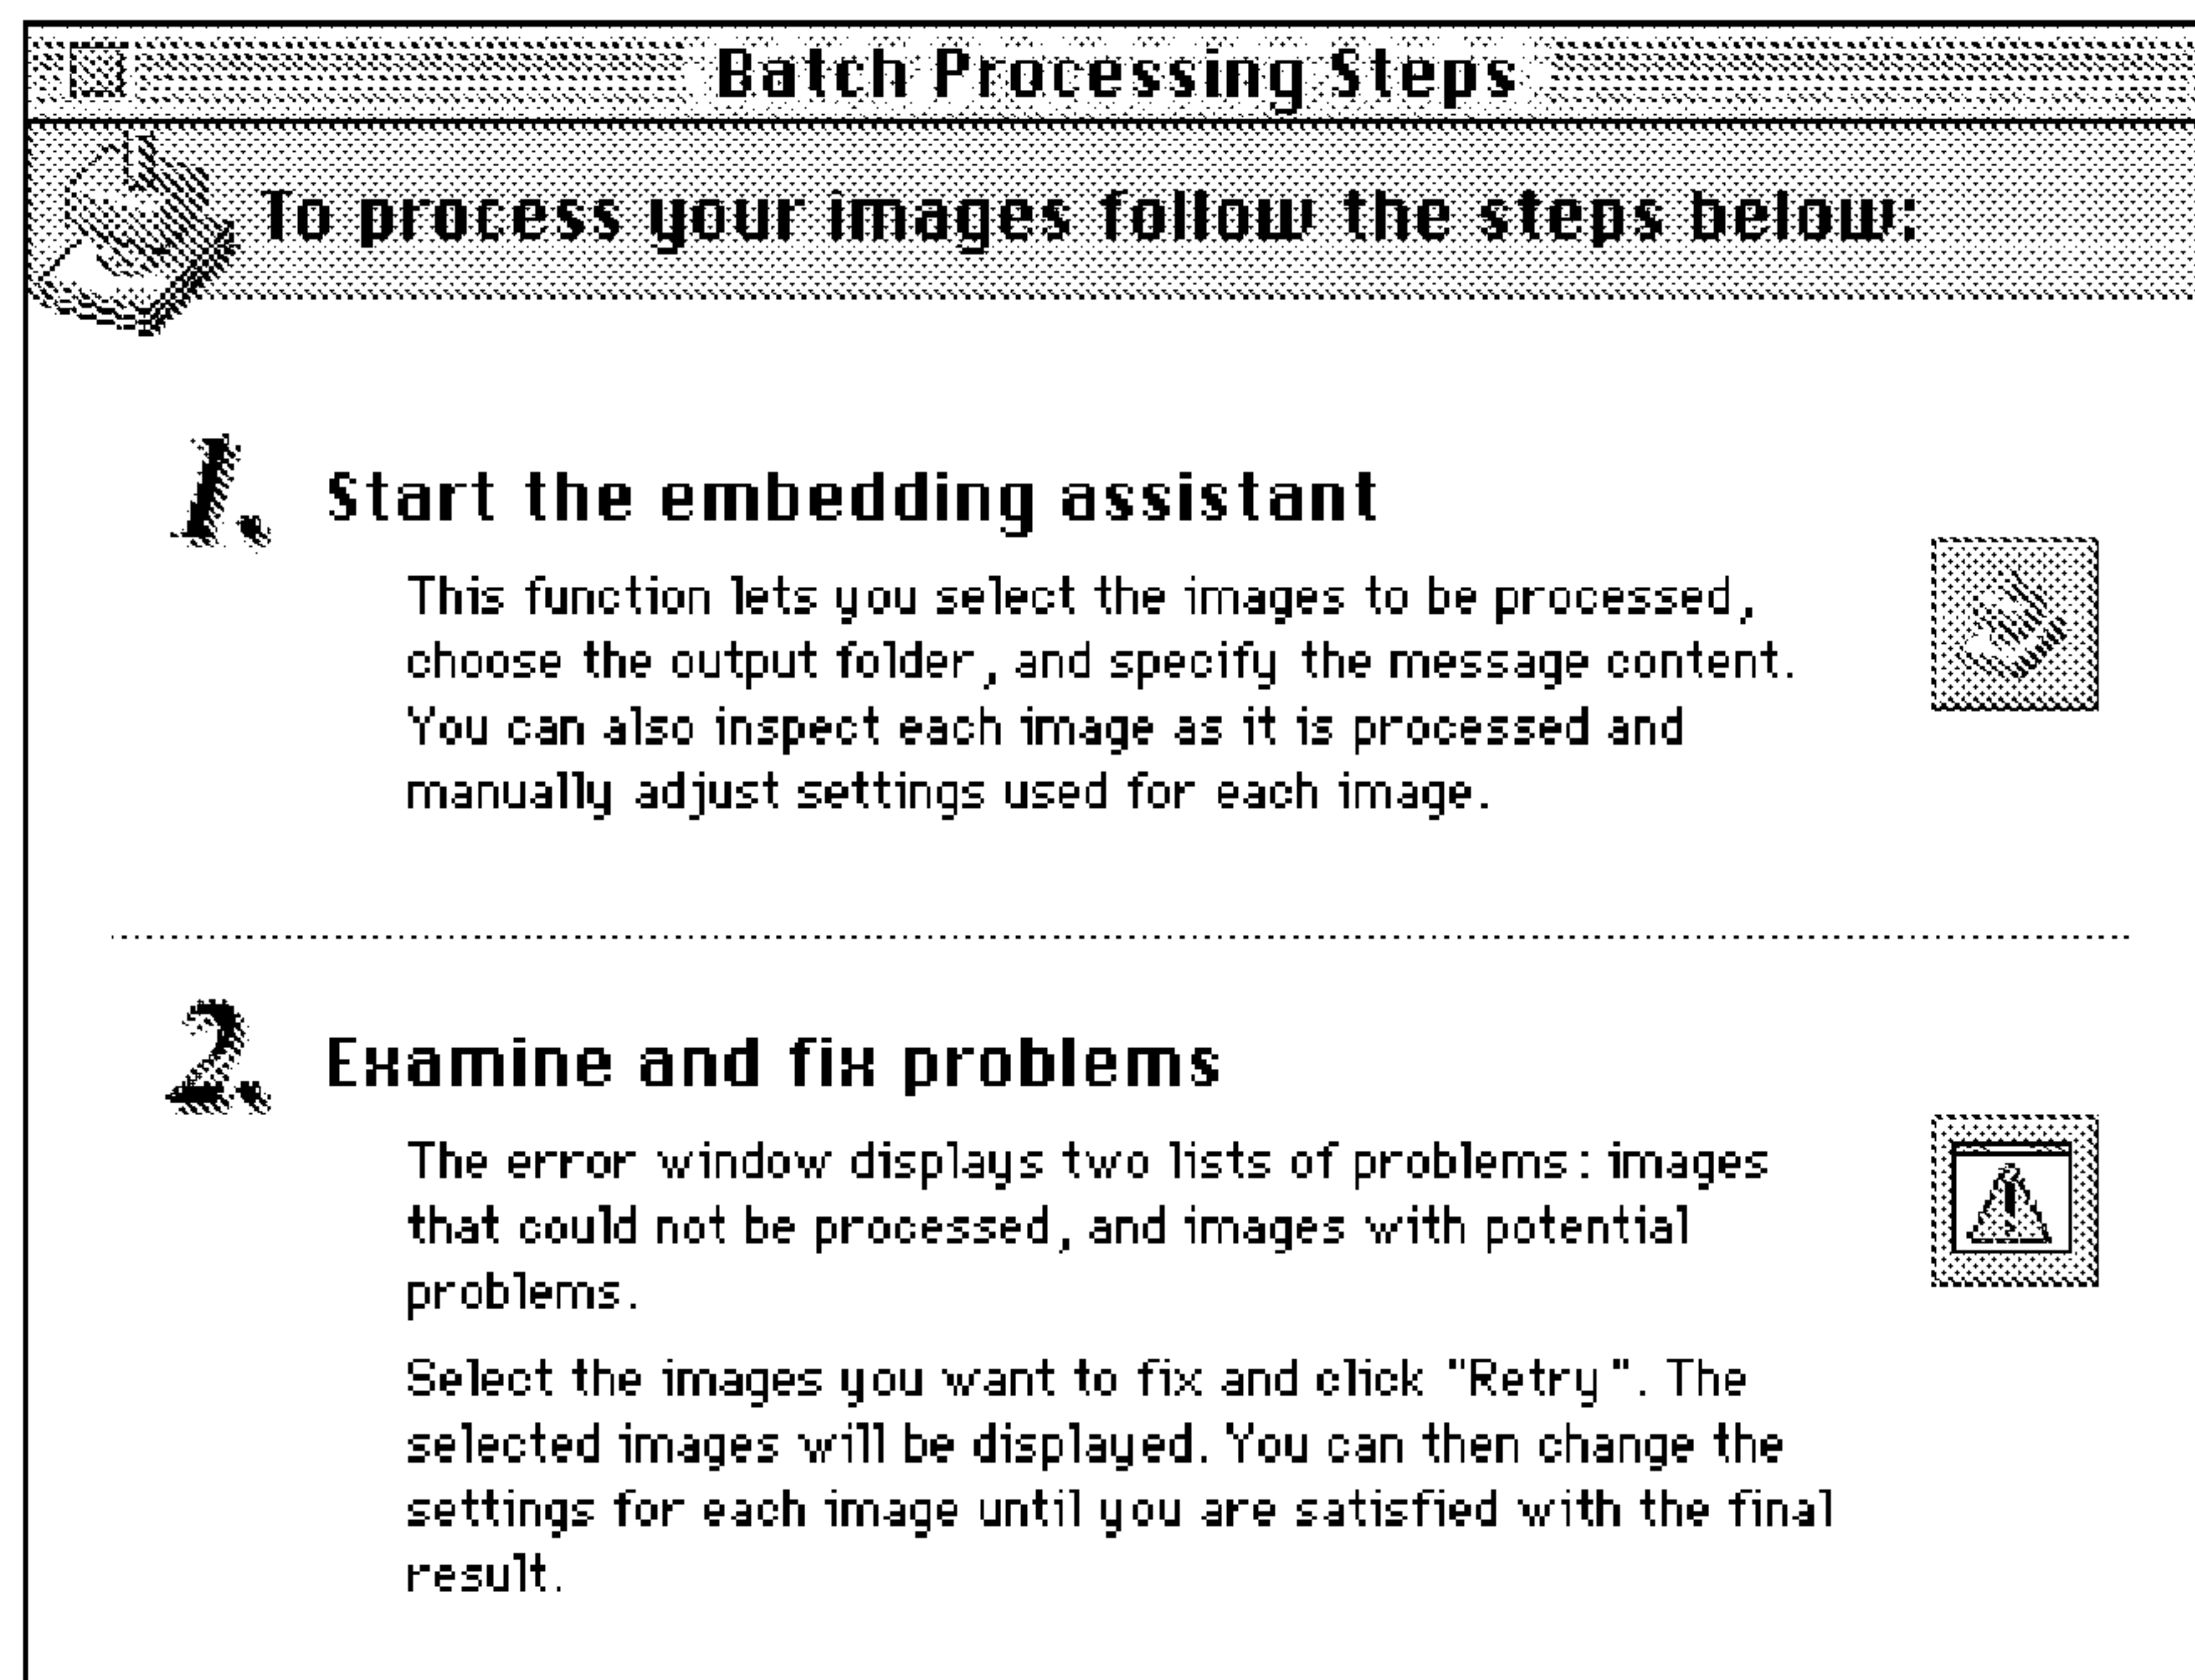 Batch Processing Steps
To process your images follow the steps below:
1. Start the embedding assistant
This function lets you select the images to be processed,
choose the output folder, and specify the message content.
You can also inspect each image as it is processed and
manually adjust settings used for each image.
2. Examine and fix problems
The error window displays two lists of problems: images
that could not be processed, and images with potential
problems.
Select the images you want to fix and click "Retry". The
selected images will be displayed. You can then change the
settings for each image until you are satisfied with the final
result.